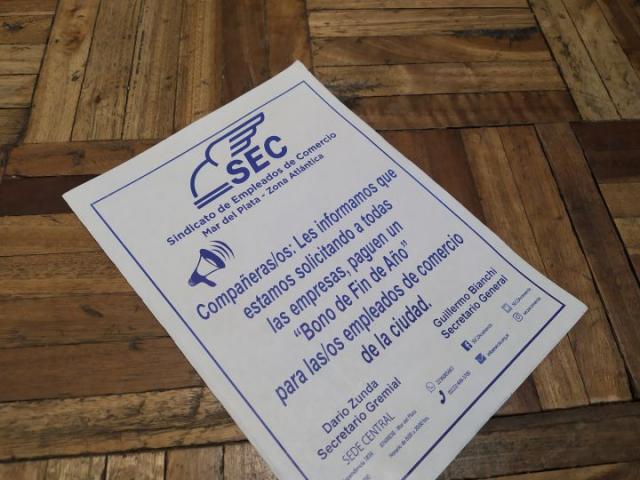 SEC
Sindicato de Empleados de Comercio
Mar del Plata - Zona Atlántica
Compañeras/os: Les informamos que
estamos solicitando a todas
las empresas, paguen un
"Bono de Fin de Año"
para las/os empleados de comercio
de la ciudad.
Guillermo Bianchi
Secretario General
Dario Zunda
Secretario Gremial
SEDE CENTRAL